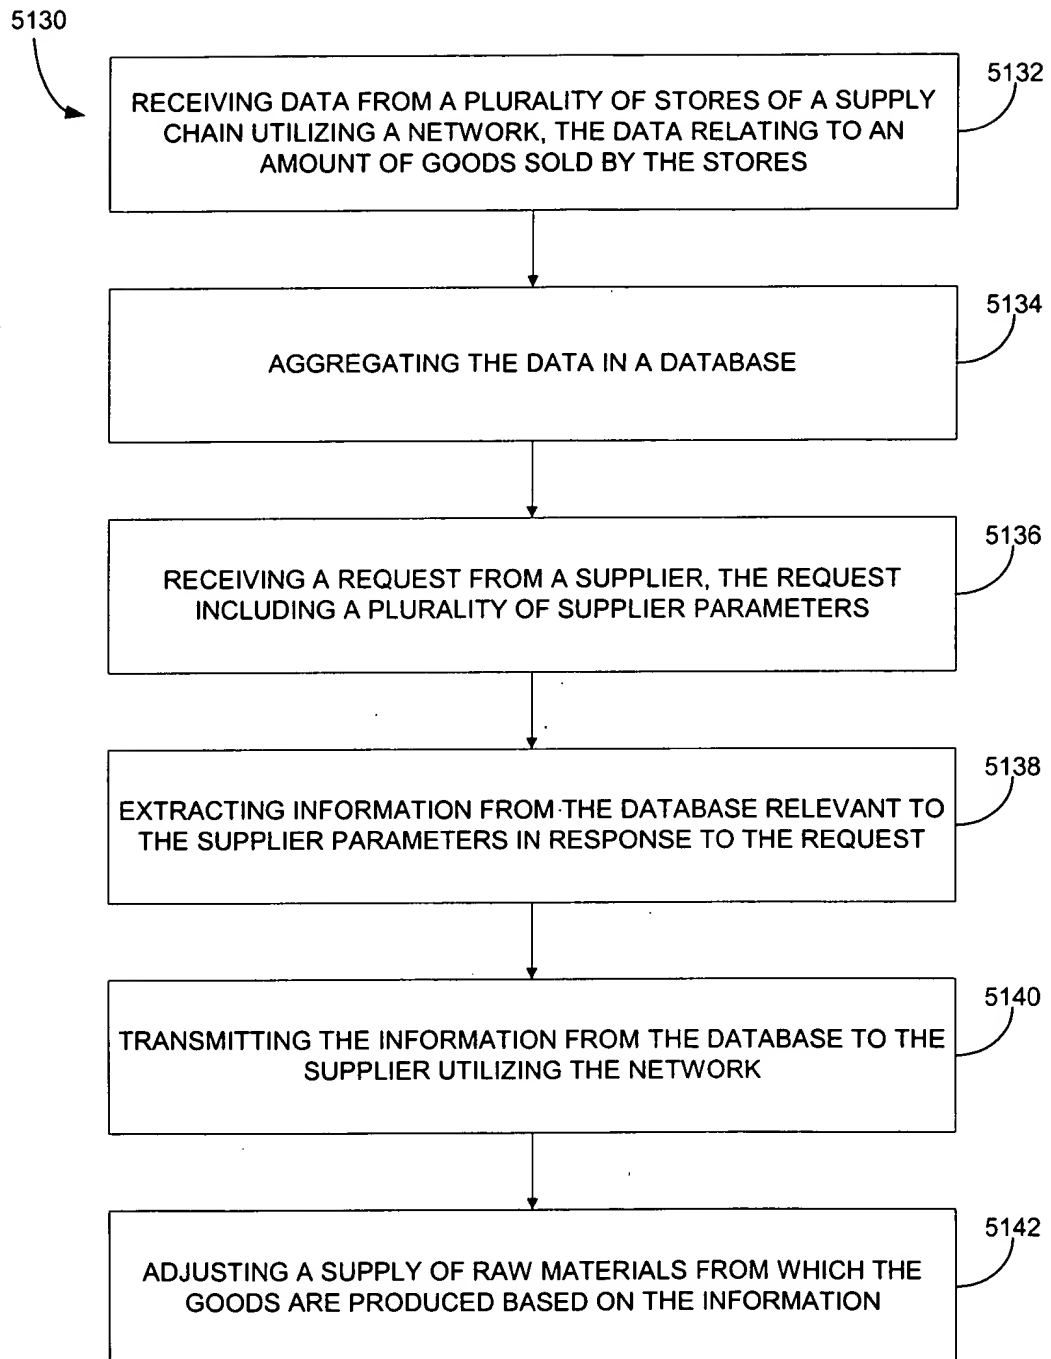 5130
5132
RECEIVING DATA FROM A PLURALITY OF STORES OF A SUPPLY
CHAIN UTILIZING A NETWORK, THE DATA RELATING TO AN
AMOUNT OF GOODS SOLD BY THE STORES
5134
AGGREGATING THE DATA IN A DATABASE
5136
RECEIVING A REQUEST FROM A SUPPLIER, THE REQUEST
INCLUDING A PLURALITY OF SUPPLIER PARAMETERS
5138
EXTRACTING INFORMATION FROM THE DATABASE RELEVANT TO
THE SUPPLIER PARAMETERS IN RESPONSE TO THE REQUEST
5140
TRANSMITTING THE INFORMATION FROM THE DATABASE TO THE
SUPPLIER UTILIZING THE NETWORK
5142
ADJUSTING A SUPPLY OF RAW MATERIALS FROM WHICH THE
GOODS ARE PRODUCED BASED ON THE INFORMATION